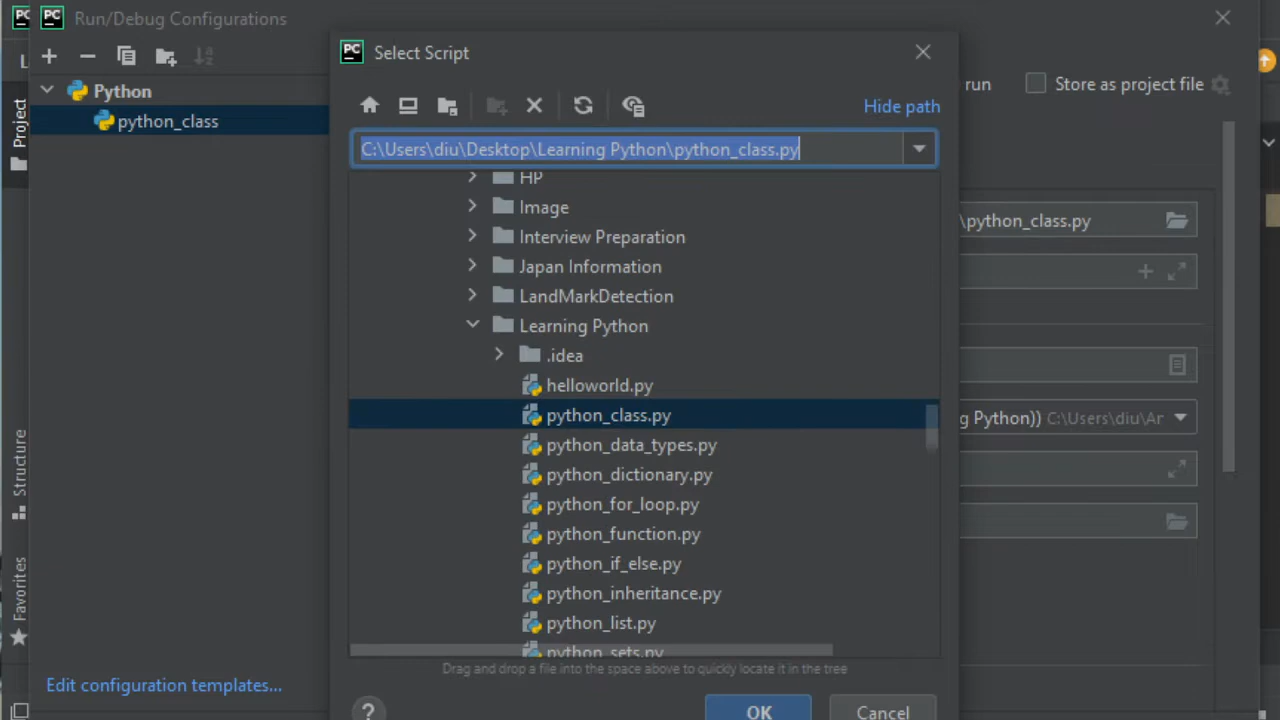 Run/Debug Configurations
Python
python_class
Edit configuration templates...
Project
Structure
Favorites
PC
Select Script
Hide path
C:\Users\diu\Desktop\Learning Python\python_class.py
HP
Image
Interview Preparation
Japan Information
LandMarkDetection
Learning Python
.idea
helloworld.py
python_class.py
python_data_types.py
python_dictionary.py
python_for_loop.py
python_function.py
python_if_else.py
python_inheritance.py
python_list.py
python_sets.py
Drag and drop a file into the space above to quickly locate it in the tree
?
OK
Cancel
run
Store as project file
\python_class.py
g Python)) C:\Users\diu\Ar